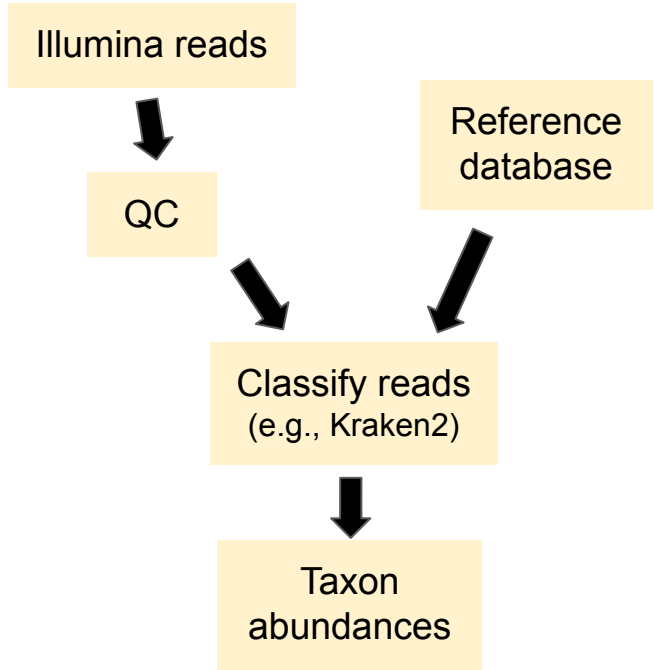 Illumina reads
Reference
database
QC
Classify reads
(e.g., Kraken2)
Taxon
abundances